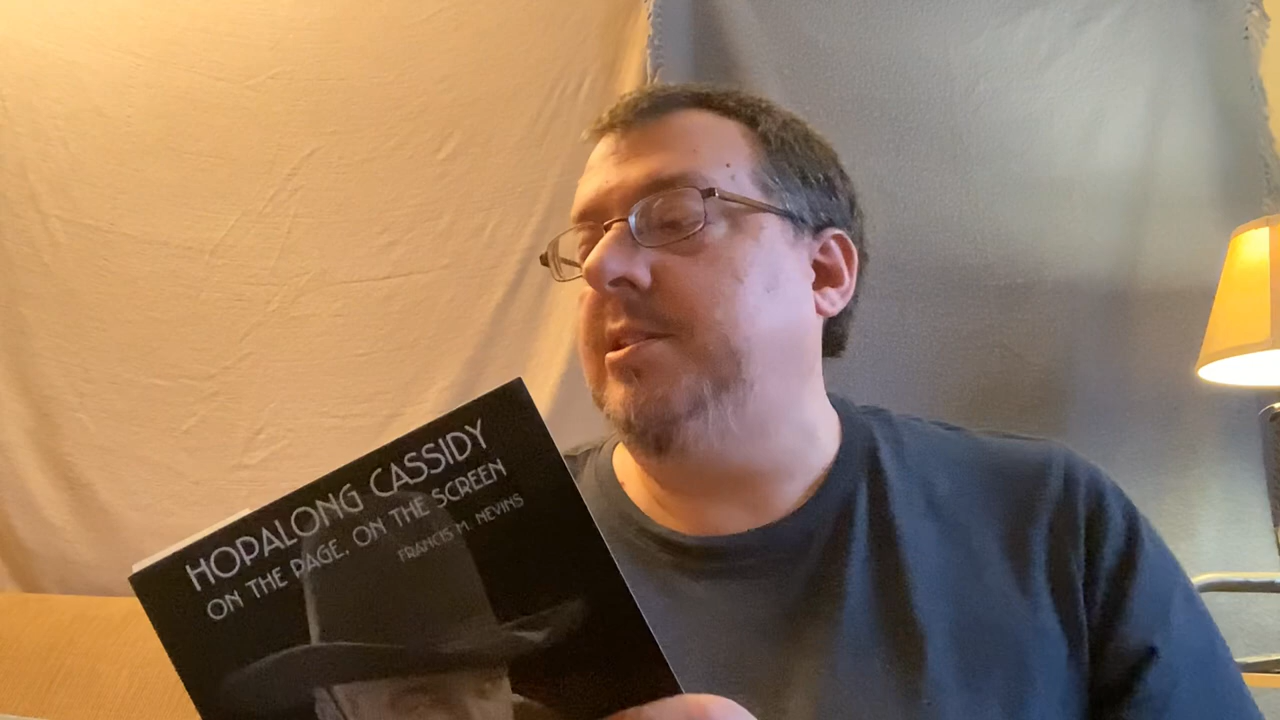 HOPALONG CASSIDY
ON THE PAGE, ON THE SCREEN
FRANCIS M. NEVINS